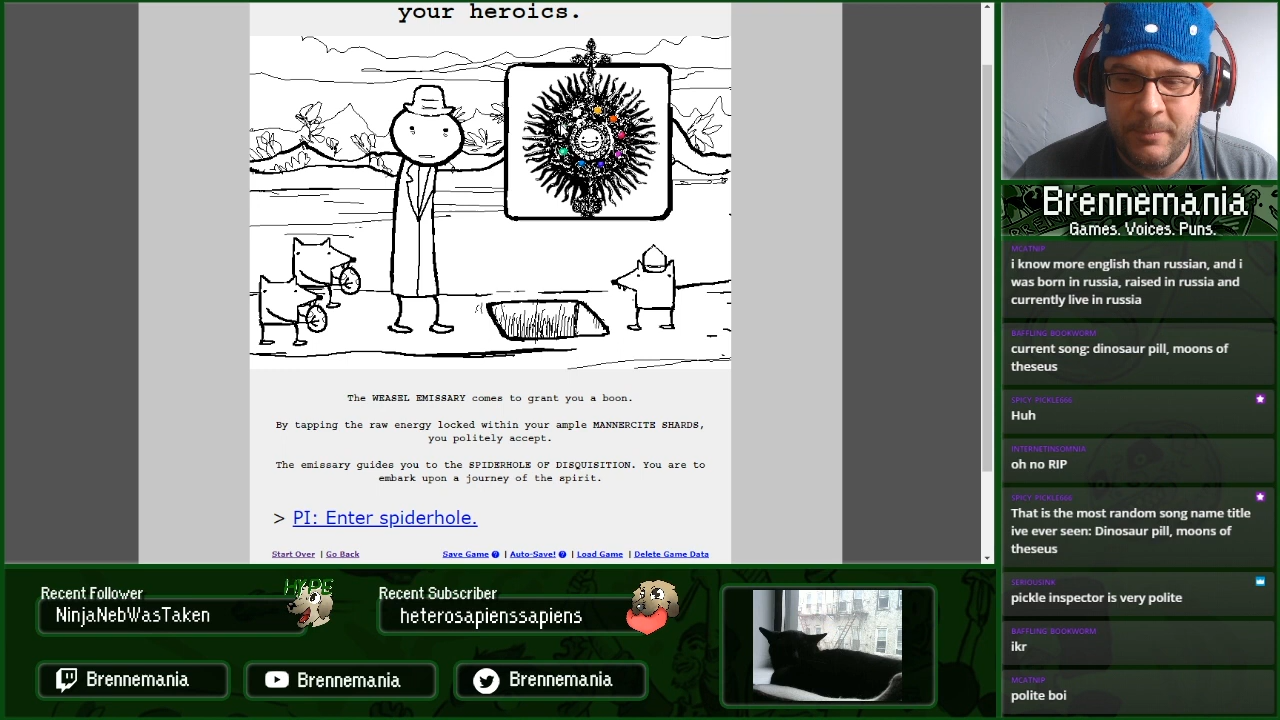 your heroics.
The WEASEL EMISSARY comes to grant you a boon.
By tapping the raw energy locked within your ample MANNERCITE SHARDS,
you politely accept.
The emissary guides you to the SPIDERHOLE OF DISQUISITION. You are to
embark upon a journey of the spirit.
> PI: Enter spiderhole.
Start Over | Go Back
Save Game ? | Auto-Save! ? | Load Game | Delete Game Data
Brennemania
Games. Voices. Puns.
MCATNIP
i know more english than russian, and i
was born in russia, raised in russia and
currently live in russia
BAFFLING BOOKWORM
current song: dinosaur pill, moons of
theseus
SPICY PICKLE666
Huh
INTERNETINSOMNIA
oh no RIP
SPICY PICKLE666
That is the most random song name title
ive ever seen: Dinosaur pill, moons of
theseus
SERIOUSINK
pickle inspector is very polite
BAFFLING BOOKWORM
ikr
MCATNIP
polite boi
Recent Follower
HYPE
NinjaNebWasTaken
Recent Subscriber
heterosapienssapiens
Brennemania
Brennemania
Brennemania